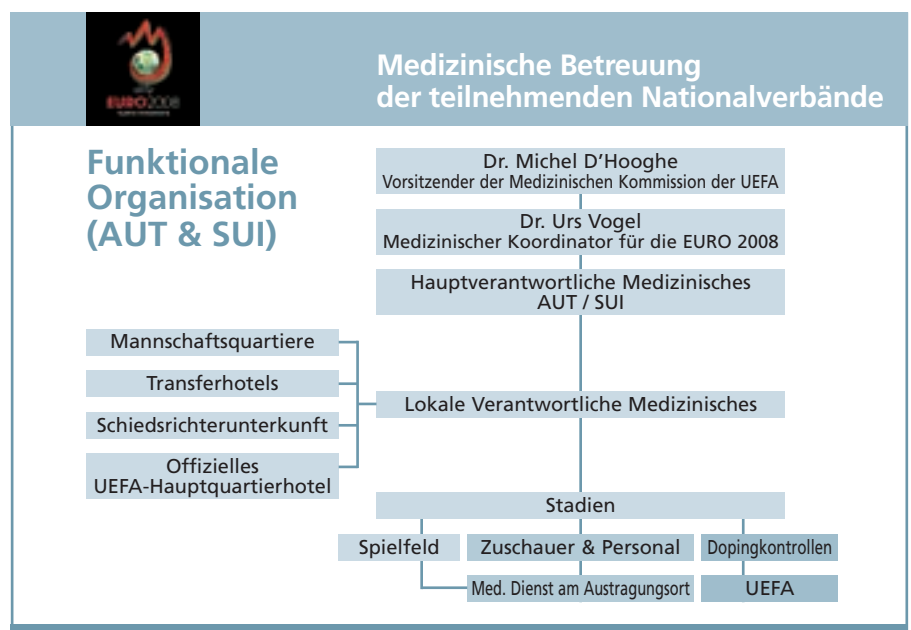 EURO2008
Medizinische Betreuung
der teilnehmenden Nationalverbände
Funktionale
Organisation
(AUT & SUI)
Dr. Michel D’Hooghe
Vorsitzender der Medizinischen Kommission der UEFA
Dr. Urs Vogel
Medizinischer Koordinator für die EURO 2008
Hauptverantwortliche Medizinisches
AUT / SUI
Mannschaftsquartiere
Transferhotels
Schiedsrichterunterkunft
Offizielles
UEFA-Hauptquartierhotel
Lokale Verantwortliche Medizinisches
Stadien
Spielfeld
Zuschauer & Personal
Dopingkontrollen
Med. Dienst am Austragungsort
UEFA